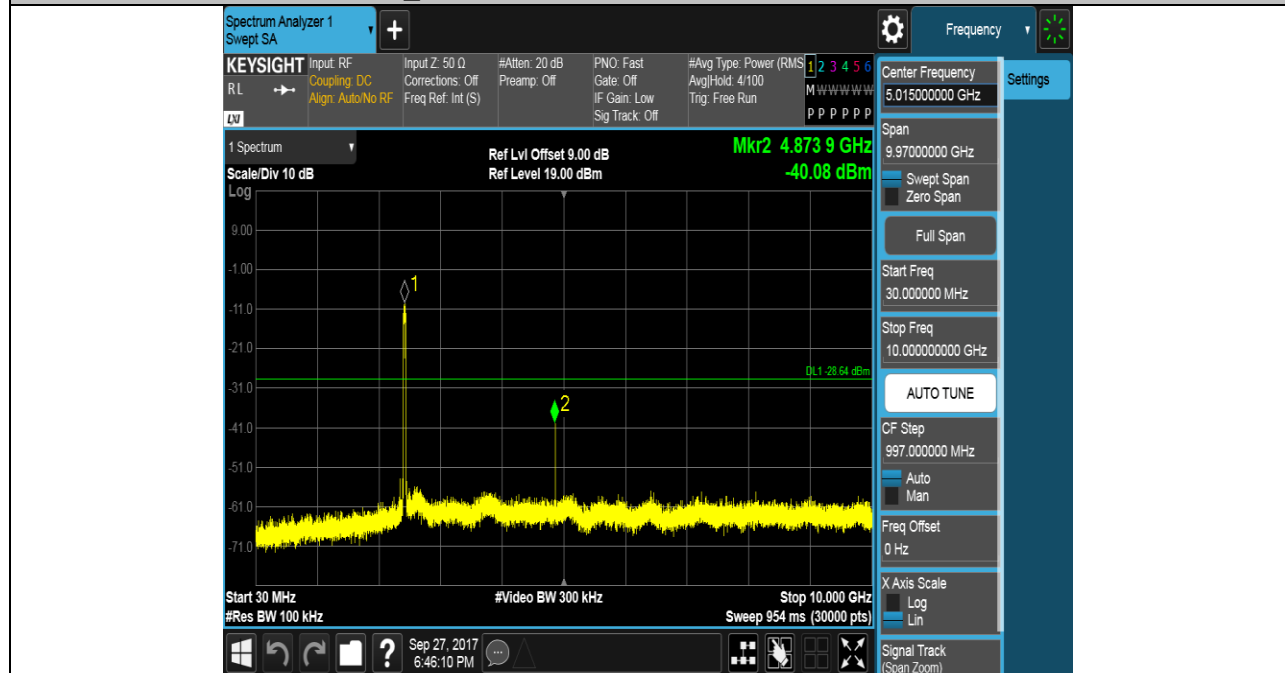 Spectrum Analyzer 1
Swept SA
+
Frequency
KEYSIGHT
RL
LXI
Input: RF
Coupling: DC
Align: Auto/No RF
Input Z: 50 Ω
Corrections: Off
Freq Ref: Int (S)
#Atten: 20 dB
Preamp: Off
PNO: Fast
Gate: Off
IF Gain: Low
Sig Track: Off
#Avg Type: Power (RMS
Avg|Hold: 4/100
Trig: Free Run
1 2 3 4 5 6
M W W W W W
P P P P P P
1 Spectrum
Scale/Div 10 dB
Ref Lvl Offset 9.00 dB
Ref Level 19.00 dBm
Mkr2 4.873 9 GHz
-40.08 dBm
Log
9.00
-1.00
-11.0
-21.0
-31.0
-41.0
-51.0
-61.0
-71.0
1
2
DL1 -28.64 dBm
Start 30 MHz
#Res BW 100 kHz
#Video BW 300 kHz
Stop 10.000 GHz
Sweep 954 ms (30000 pts)
?
Sep 27, 2017
6:46:10 PM
Center Frequency
5.015000000 GHz
Span
9.97000000 GHz
Swept Span
Zero Span
Full Span
Start Freq
30.000000 MHz
Stop Freq
10.000000000 GHz
AUTO TUNE
CF Step
997.000000 MHz
Auto
Man
Freq Offset
0 Hz
X Axis Scale
Log
Lin
Signal Track
(Span Zoom)
Settings